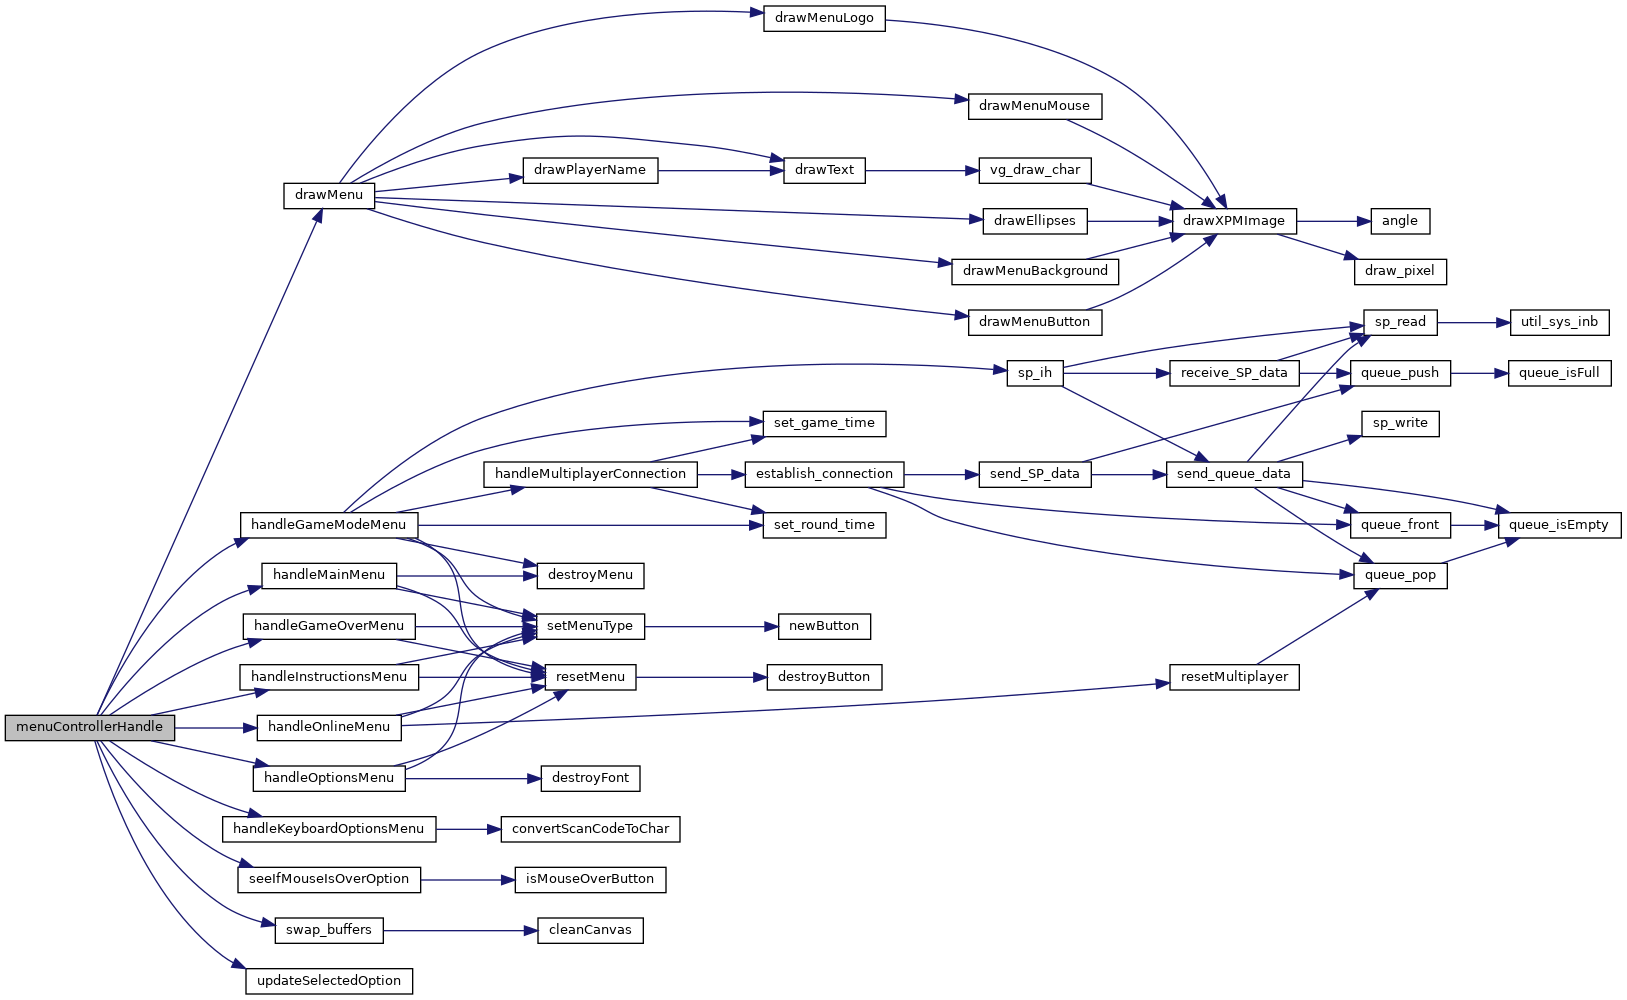 drawMenuLogo
drawMenuMouse
drawPlayerName
drawText
vg_draw_char
drawMenu
drawEllipses
drawXPMImage
angle
drawMenuBackground
draw_pixel
drawMenuButton
sp_read
util_sys_inb
sp_ih
receive_SP_data
queue_push
queue_isFull
set_game_time
sp_write
handleMultiplayerConnection
establish_connection
send_SP_data
send_queue_data
handleGameModeMenu
set_round_time
queue_front
queue_isEmpty
handleMainMenu
destroyMenu
queue_pop
handleGameOverMenu
setMenuType
newButton
handleInstructionsMenu
resetMenu
destroyButton
resetMultiplayer
menuControllerHandle
handleOnlineMenu
handleOptionsMenu
destroyFont
handleKeyboardOptionsMenu
convertScanCodeToChar
seeIfMouseIsOverOption
isMouseOverButton
swap_buffers
cleanCanvas
updateSelectedOption